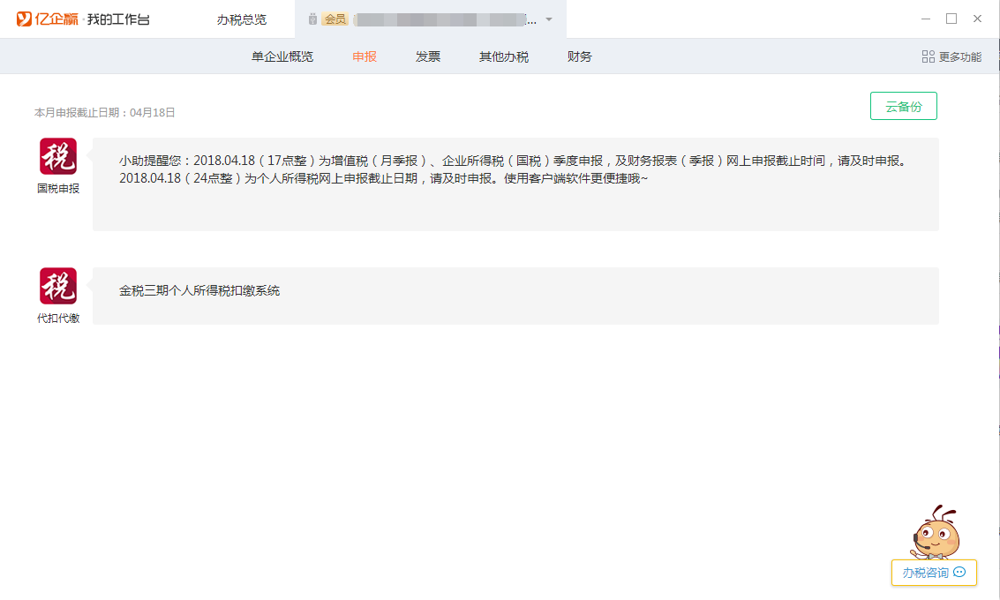 亿企赢·我的工作台
办税总览
会员
...
单企业概览
申报
发票
其他办税
财务
更多功能
本月申报截止日期：04月18日
云备份
税
国税申报
小助提醒您：2018.04.18（17点整）为增值税（月季报）、企业所得税（国税）季度申报，及财务报表（季报）网上申报截止时间，请及时申报。
2018.04.18（24点整）为个人所得税网上申报截止日期，请及时申报。使用客户端软件更便捷哦~
税
代扣代缴
金税三期个人所得税扣缴系统
办税咨询